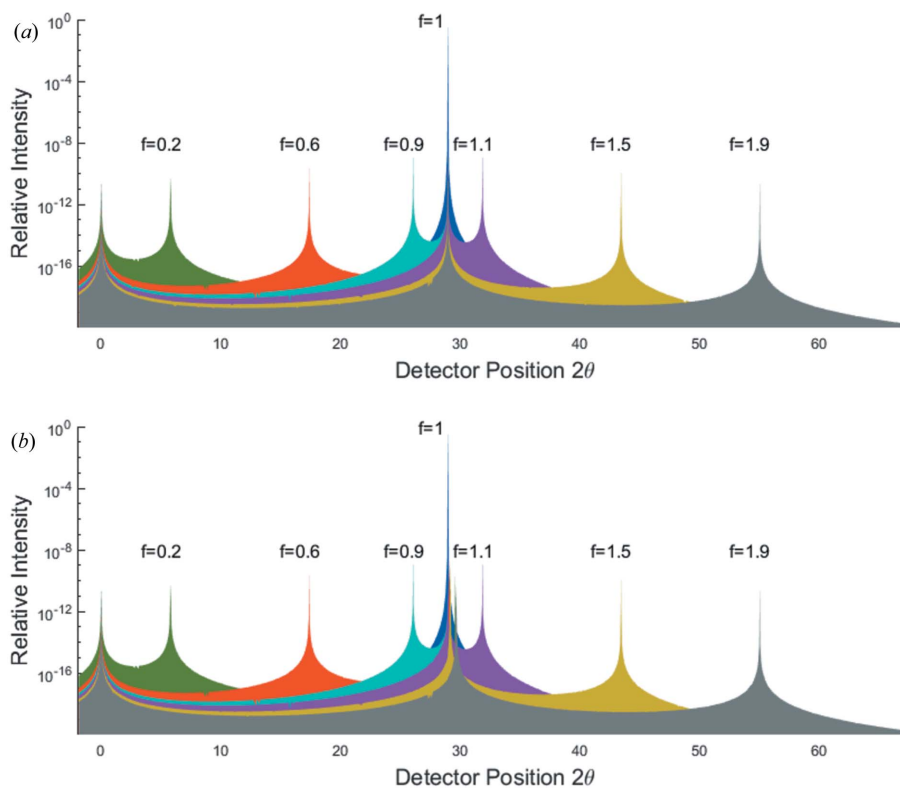 (a)
Relative Intensity
10^0
10^-4
10^-8
10^-12
10^-16
f=1
f=0.2 f=0.6 f=0.9 f=1.1 f=1.5 f=1.9
0 10 20 30 40 50 60
Detector Position 2θ
(b)
Relative Intensity
10^0
10^-4
10^-8
10^-12
10^-16
f=1
f=0.2 f=0.6 f=0.9 f=1.1 f=1.5 f=1.9
0 10 20 30 40 50 60
Detector Position 2θ